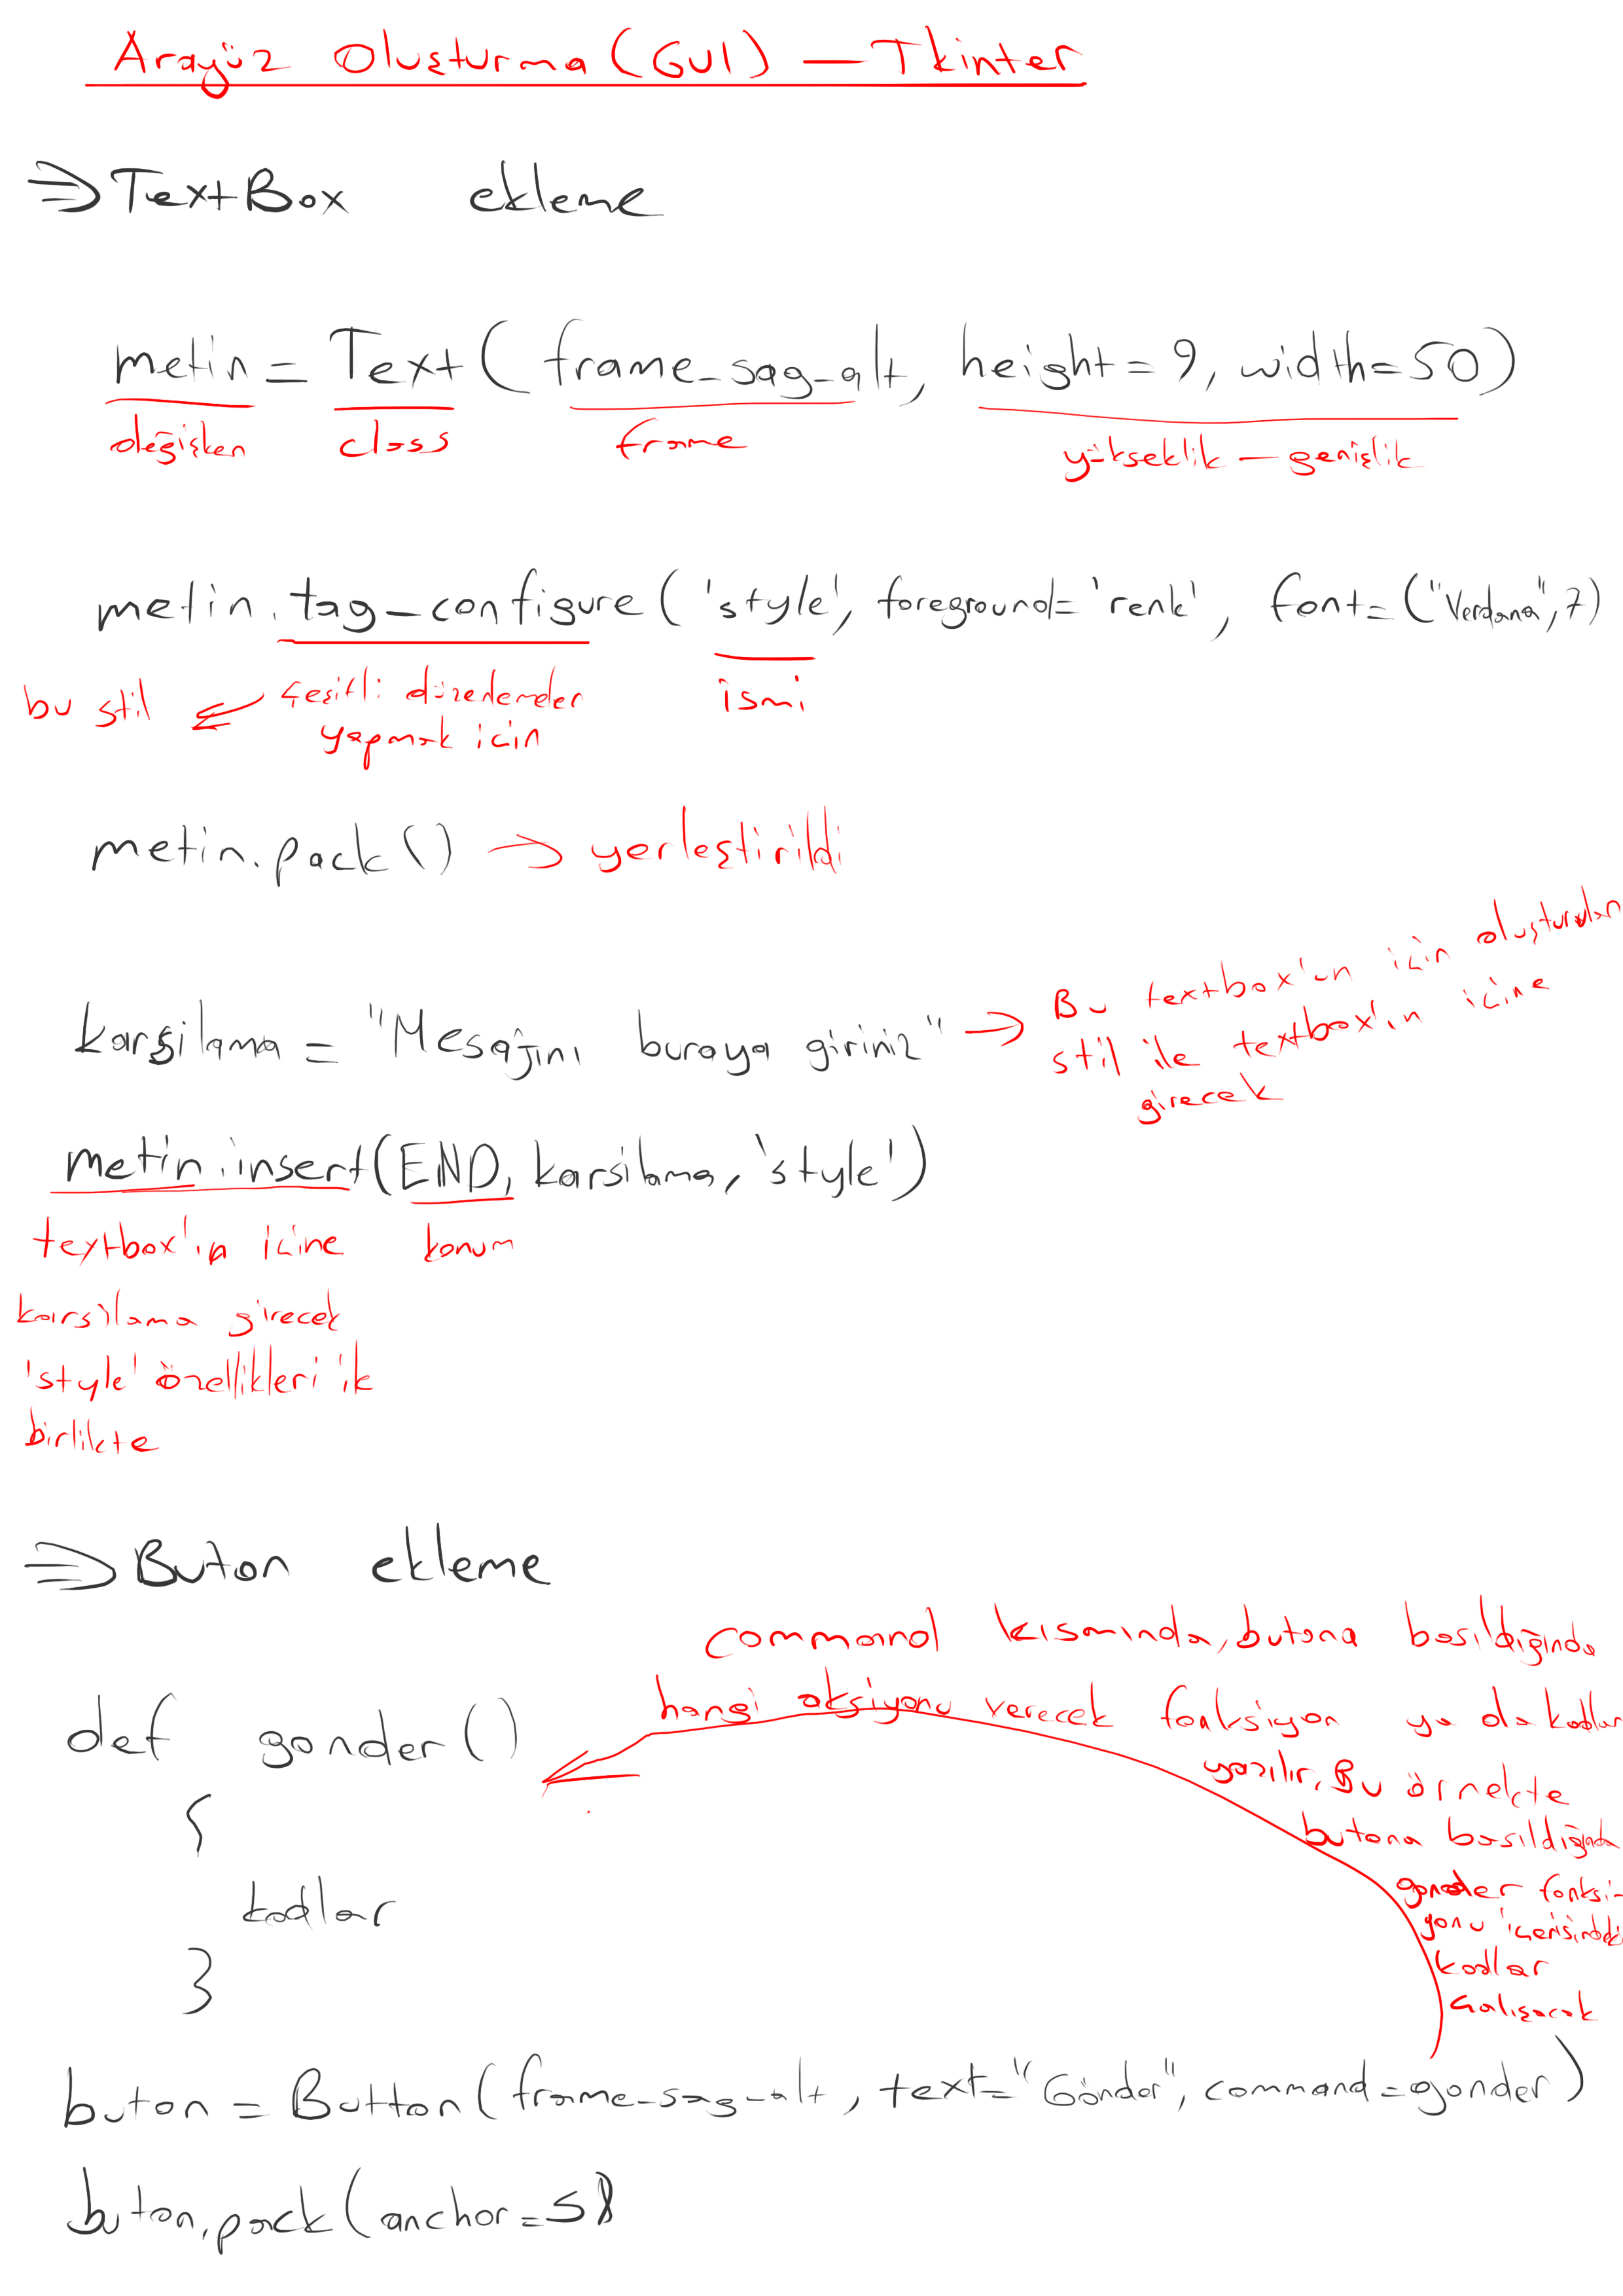 Arayüz Oluşturma (GUI) — Tkinter
⇒ TextBox ekleme
metin = Text ( frame_sag_alt, height = 9, width=50)
değişken class frame yükseklik — genişlik
metin.tag_configure ( 'style', foreground= 'renk', font= ("Verdana", 7)
bu stil ← çeşitli düzenlemeler ismi
yapmak için
metin.pack () → yerleştirildi
karşilama = "Mesajını buraya giriniz" → Bu textbox'un için oluşturulan
stil ile textbox'ın içine
girecek
metin.insert(END, karsilama, 'style')
textbox'ın içine konum
karsilama girecek
'style' özellikleri ile
birlikte
⇒ Buton ekleme
command kısmında, butona basıldığında
hangi aksiyonu verecek fonksiyon ya da kodlar
yazılır. Bu örnekte
butona basıldığında
gonder fonksi-
yonu içerisindeki
kodlar
çalışacak
def gonder ()
{
kodlar
}
buton = Button ( frame_sag_alt, text="Gönder", command=gonder)
buton.pack (anchor=S)